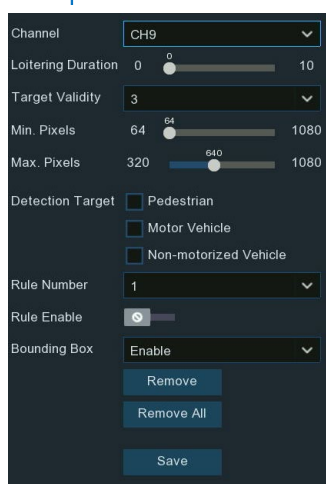 Channel CH9
0
Loitering Duration 0 10
Target Validity 3
64
Min. Pixels 64 1080
640
Max. Pixels 320 1080
Detection Target Pedestrian
Motor Vehicle
Non-motorized Vehicle
Rule Number 1
Rule Enable
Bounding Box Enable
Remove
Remove All
Save